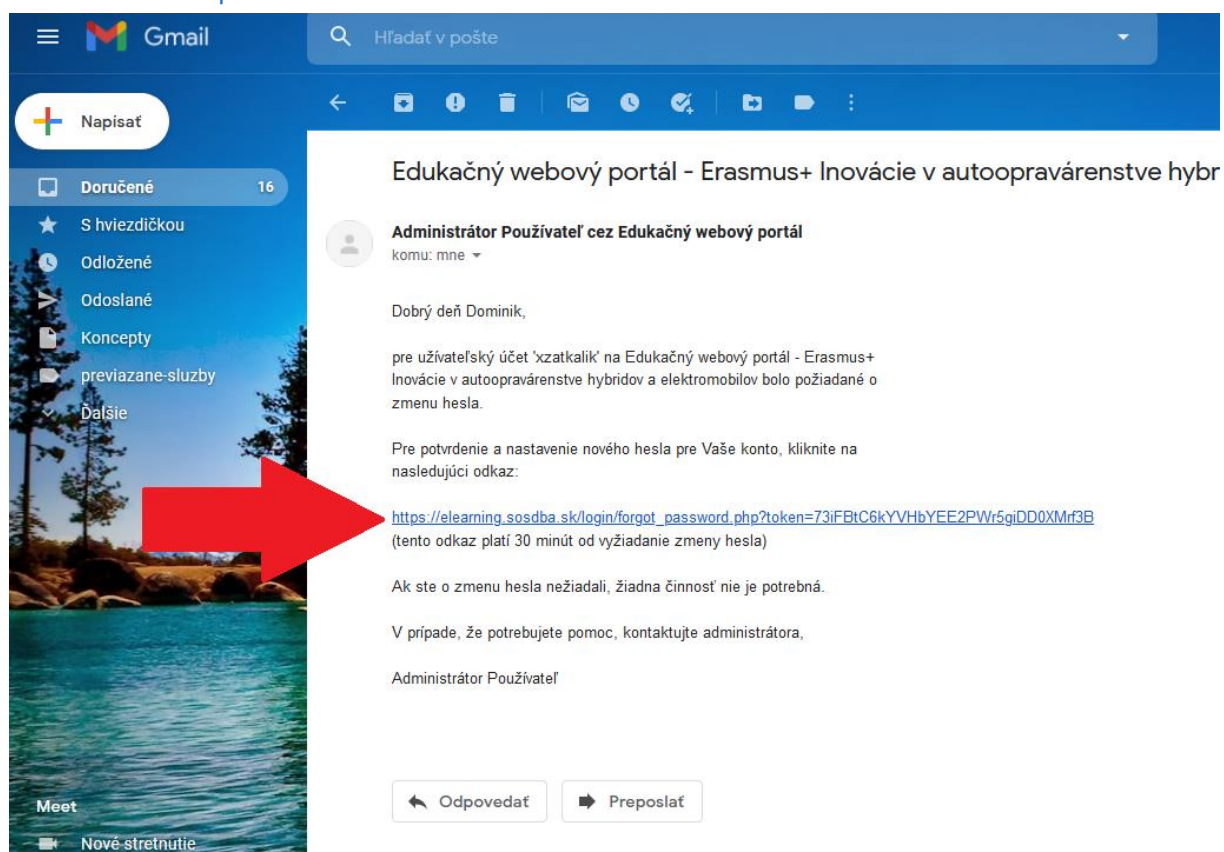 Gmail
Hľadať v pošte
Napísať
Doručené 16
S hviezdičkou
Odložené
Odoslané
Koncepty
previazane-sluzby
Ďalšie
Meet
Nové stretnutie
Edukačný webový portál - Erasmus+ Inovácie v autoopravárenstve hybr
Administrátor Používateľ cez Edukačný webový portál
komu: mne
Dobrý deň Dominik,
pre užívateľský účet 'xzatkalik' na Edukačný webový portál - Erasmus+
Inovácie v autoopravárenstve hybridov a elektromobilov bolo požiadané o
zmenu hesla.
Pre potvrdenie a nastavenie nového hesla pre Vaše konto, kliknite na
nasledujúci odkaz:
https://elearning.sosdba.sk/login/forgot_password.php?token=73iFBtC6kYVHbYEE2PWr5giDD0XMrf3B
(tento odkaz platí 30 minút od vyžiadanie zmeny hesla)
Ak ste o zmenu hesla nežiadali, žiadna činnosť nie je potrebná.
V prípade, že potrebujete pomoc, kontaktujte administrátora,
Administrátor Používateľ
Odpovedať
Preposlať